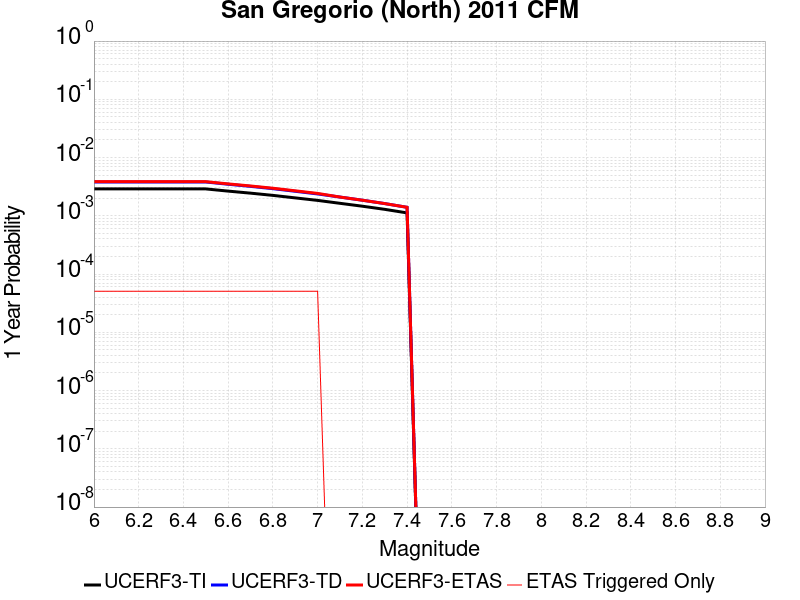 San Gregorio (North) 2011 CFM
10^0
10^-1
10^-2
10^-3
10^-4
10^-5
10^-6
10^-7
10^-8
1 Year Probability
6 6.2 6.4 6.6 6.8 7 7.2 7.4 7.6 7.8 8 8.2 8.4 8.6 8.8 9
Magnitude
UCERF3-TI UCERF3-TD UCERF3-ETAS ETAS Triggered Only